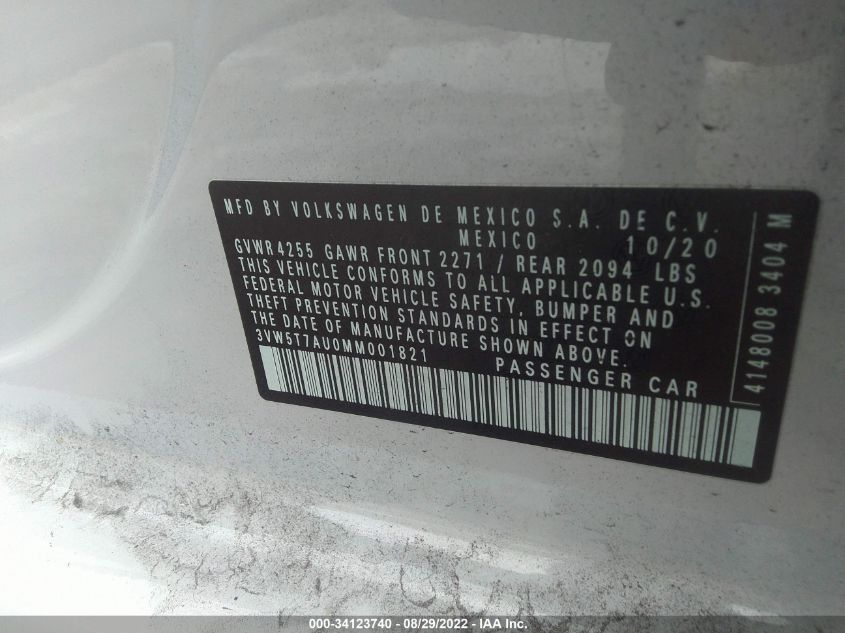 MFD BY VOLKSWAGEN DE MEXICO S.A. DE C.V.
MEXICO 10/20
GVWR 4255 GAWR FRONT 2271 / REAR 2094 LBS
THIS VEHICLE CONFORMS TO ALL APPLICABLE U.S.
FEDERAL MOTOR VEHICLE SAFETY, BUMPER AND
THEFT PREVENTION STANDARDS IN EFFECT ON
THE DATE OF MANUFACTURE SHOWN ABOVE.
3VW5T7AU0MM001821
PASSENGER CAR
4148008 3404 M
000-34123740 - 08/29/2022 - IAA Inc.